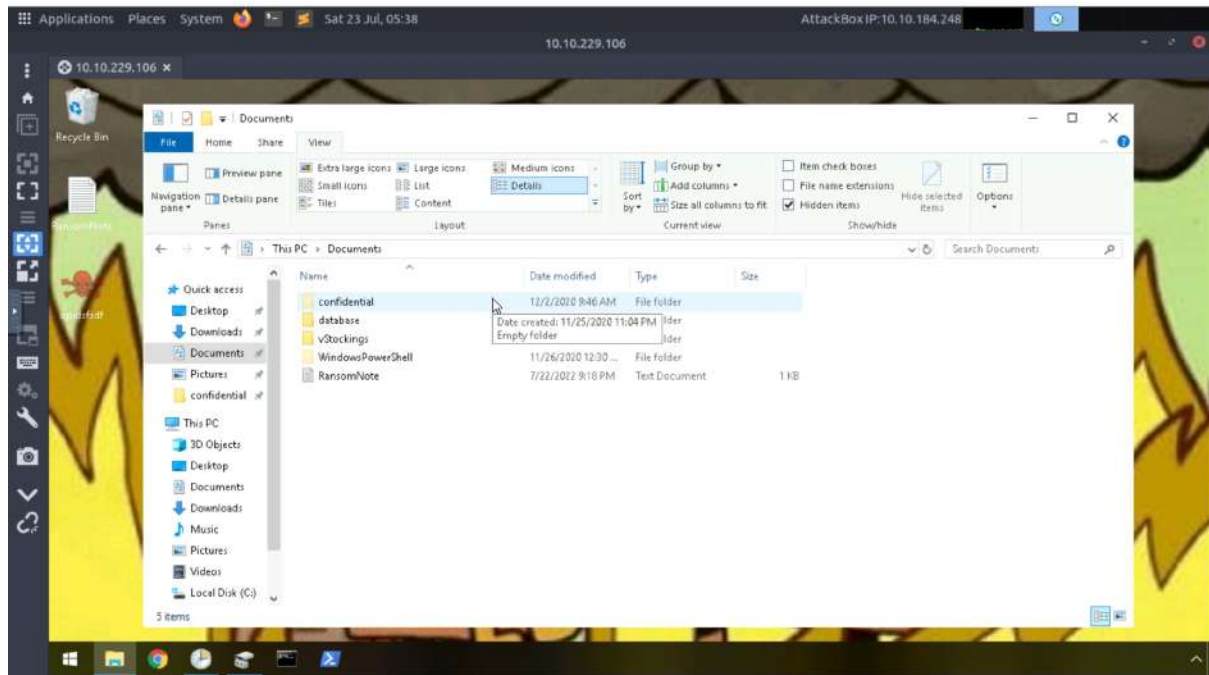 Applications Places System Sat 23 Jul, 05:38 AttackBox IP:10.10.184.248
10.10.229.106
10.10.229.106 ×
Recycle Bin
Documents
File Home Share View
Navigation pane
Preview pane
Details pane
Panes
Extra large icons Large icons Medium icons
Small icons List Details
Tiles Content
Layout
Sort by
Group by
Add columns
Size all columns to fit
Current view
Item check boxes
File name extensions
Hidden items
Hide selected items
Show/hide
Options
This PC > Documents
Search Documents
Quick access
Desktop
Downloads
Documents
Pictures
confidential
This PC
3D Objects
Desktop
Documents
Downloads
Music
Pictures
Videos
Local Disk (C:)
Name Date modified Type Size
confidential 12/2/2020 9:46 AM File folder
database
vStockings
WindowsPowerShell 11/26/2020 12:30 ... File folder
RansomNote 7/22/2022 9:18 PM Text Document 1 KB
Date created: 11/25/2020 11:04 PM
Empty folder
5 items